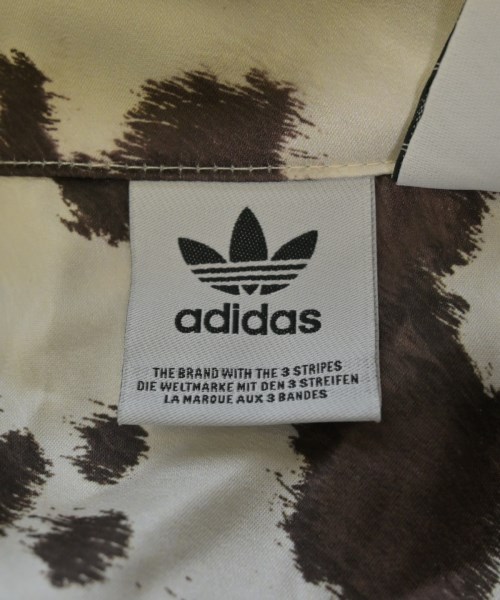 adidas
THE BRAND WITH THE 3 STRIPES
DIE WELTMARKE MIT DEN 3 STREIFEN
LA MARQUE AUX 3 BANDES